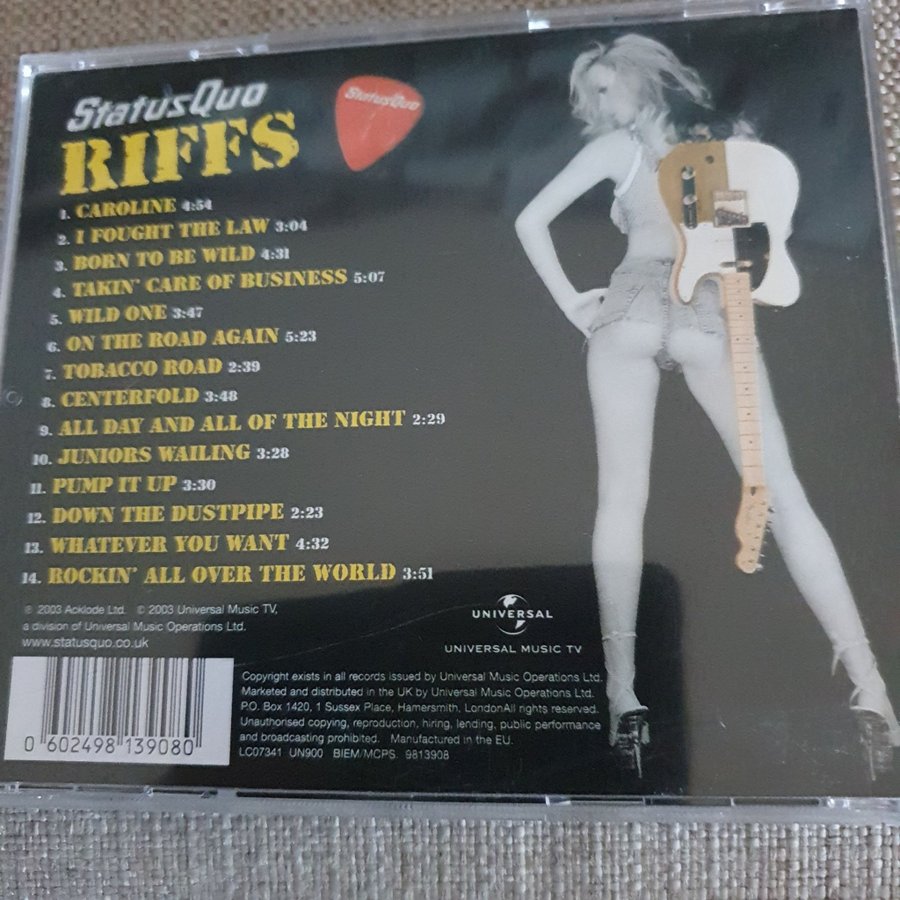 StatusQuo
RIFFS
StatusQuo
1. CAROLINE 4:54
2. I FOUGHT THE LAW 3:04
3. BORN TO BE WILD 4:31
4. TAKIN' CARE OF BUSINESS 5:07
5. WILD ONE 3:47
6. ON THE ROAD AGAIN 5:23
7. TOBACCO ROAD 2:39
8. CENTERFOLD 3:48
9. ALL DAY AND ALL OF THE NIGHT 2:29
10. JUNIORS WAILING 3:28
11. PUMP IT UP 3:30
12. DOWN THE DUSTPIPE 2:23
13. WHATEVER YOU WANT 4:32
14. ROCKIN' ALL OVER THE WORLD 3:51
℗ 2003 Acklode Ltd. © 2003 Universal Music TV,
a division of Universal Music Operations Ltd.
www.statusquo.co.uk
UNIVERSAL
UNIVERSAL MUSIC TV
Copyright exists in all records issued by Universal Music Operations Ltd.
Marketed and distributed in the UK by Universal Music Operations Ltd.
P.O. Box 1420, 1 Sussex Place, Hamersmith, LondonAll rights reserved.
Unauthorised copying, reproduction, hiring, lending, public performance
and broadcasting prohibited. Manufactured in the EU.
LC07341 UN900 BIEM/MCPS 9813908
0 602498 139080